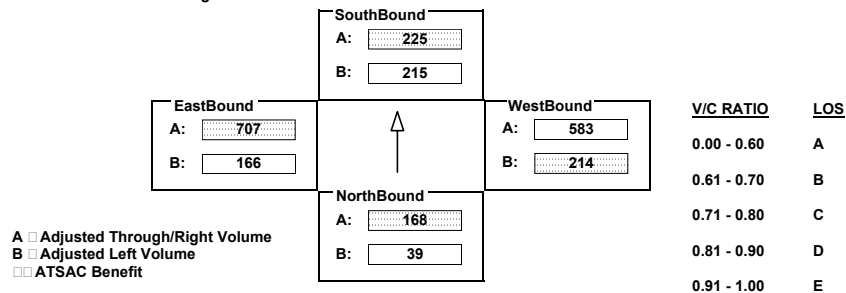 SouthBound
A: 225
B: 215
EastBound
A: 707
B: 166
WestBound
A: 583
B: 214
NorthBound
A: 168
B: 39
A □ Adjusted Through/Right Volume
B □ Adjusted Left Volume
□□ ATSAC Benefit
V/C RATIO LOS
0.00 - 0.60 A
0.61 - 0.70 B
0.71 - 0.80 C
0.81 - 0.90 D
0.91 - 1.00 E